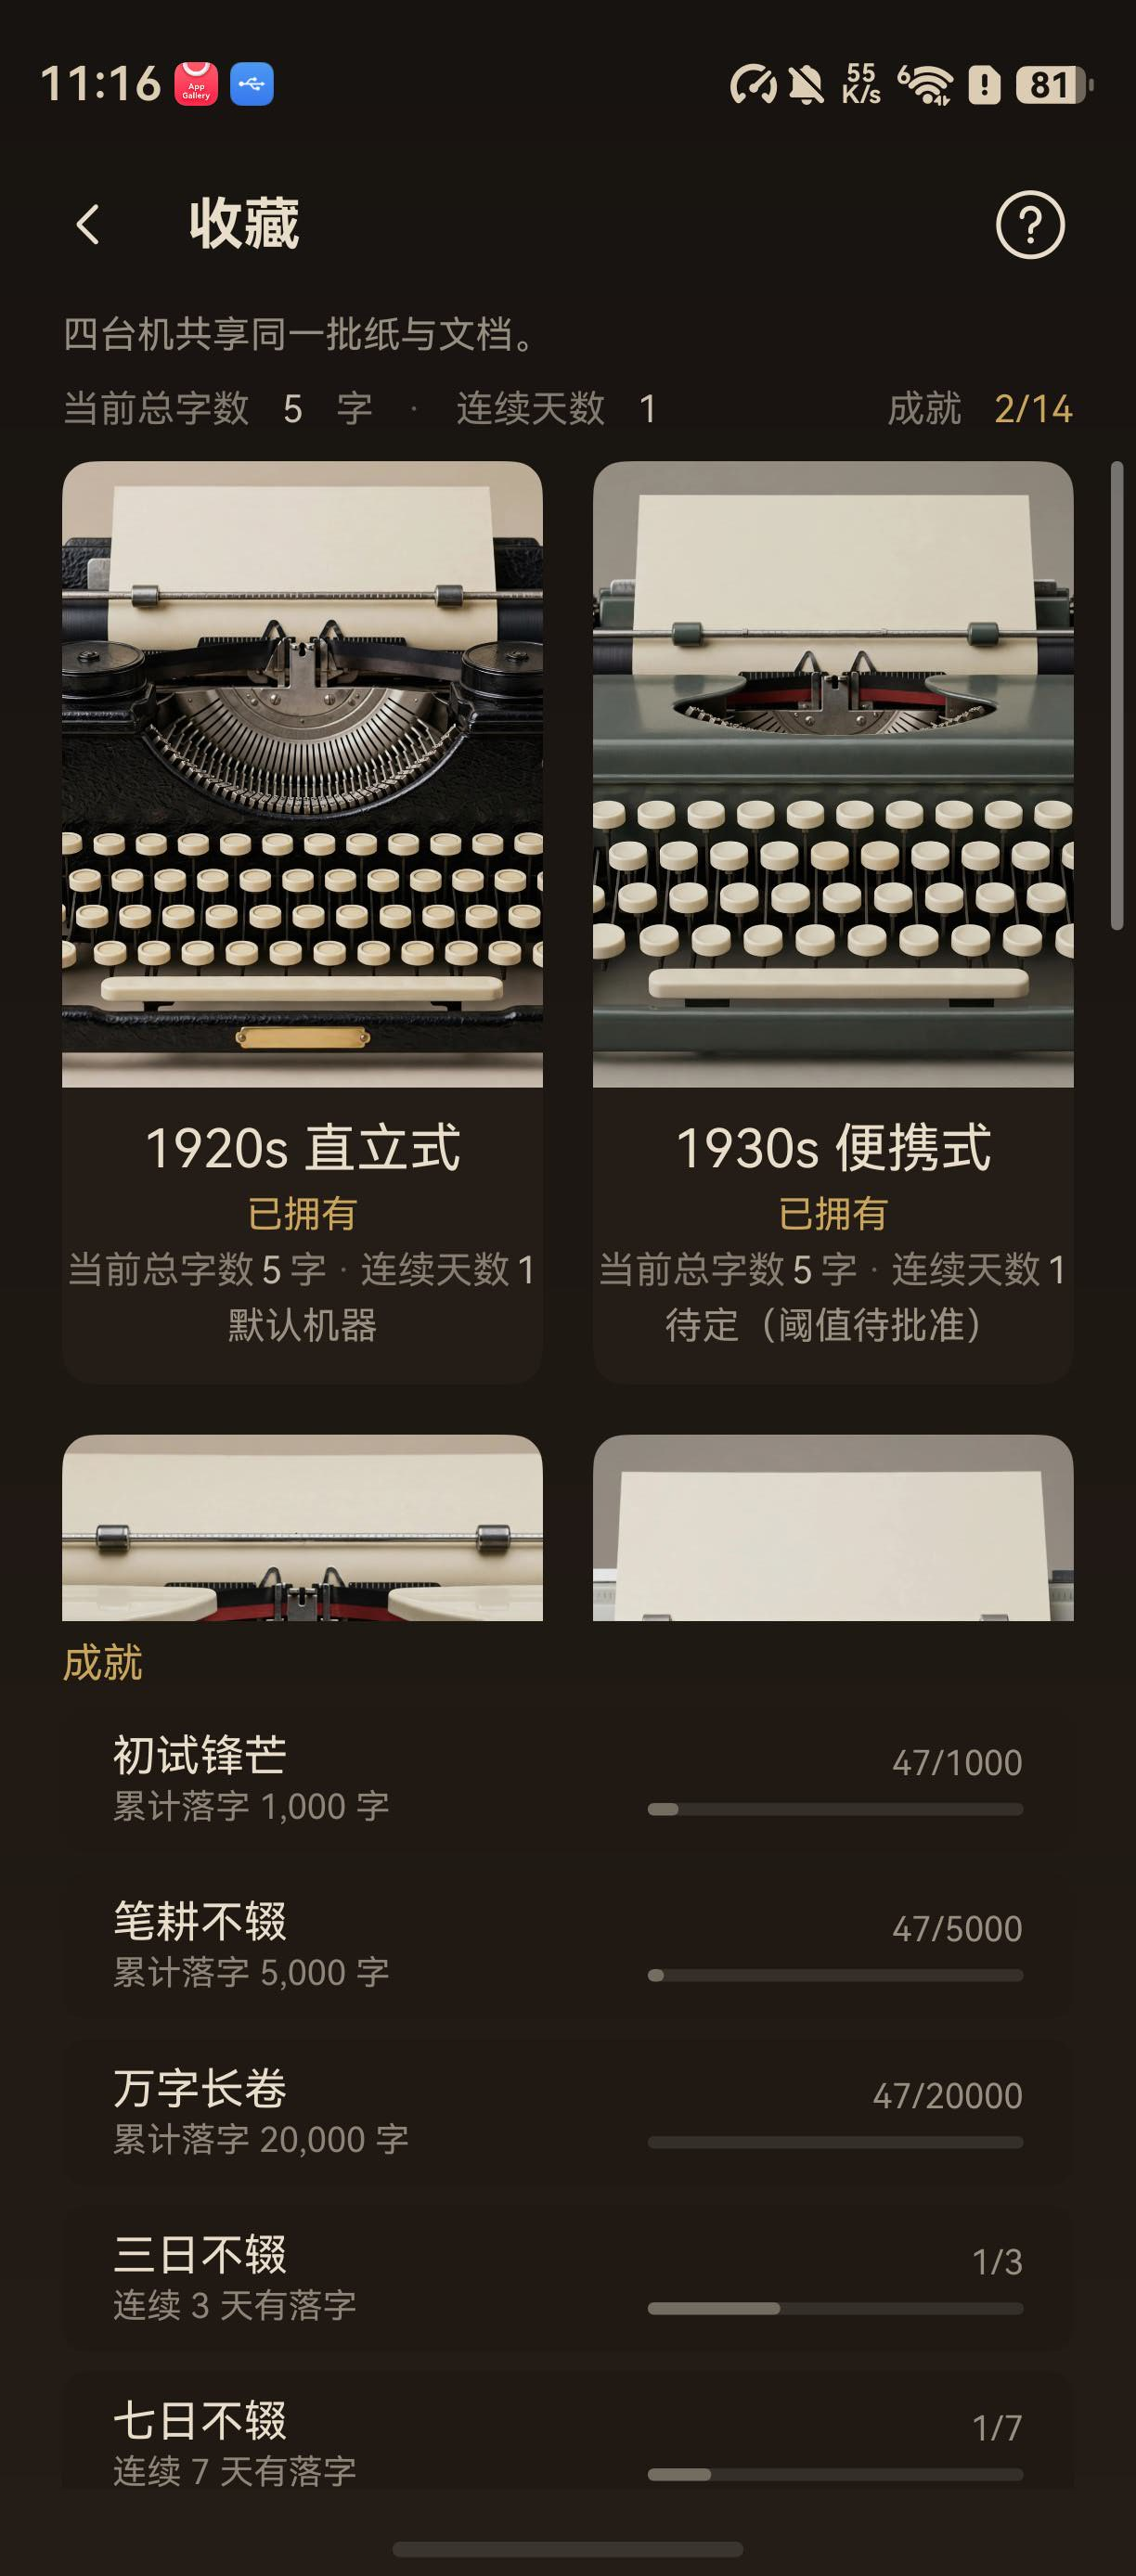 11:16
App
Gallery
55
K/s
6
81
收藏
?
四台机共享同一批纸与文档。
当前总字数 5 字 · 连续天数 1 成就 2/14
1920s 直立式
已拥有
当前总字数 5 字 · 连续天数 1
默认机器
1930s 便携式
已拥有
当前总字数 5 字 · 连续天数 1
待定（阈值待批准）
成就
初试锋芒
47/1000
累计落字 1,000 字
笔耕不辍
47/5000
累计落字 5,000 字
万字长卷
47/20000
累计落字 20,000 字
三日不辍
1/3
连续 3 天有落字
七日不辍
1/7
连续 7 天有落字